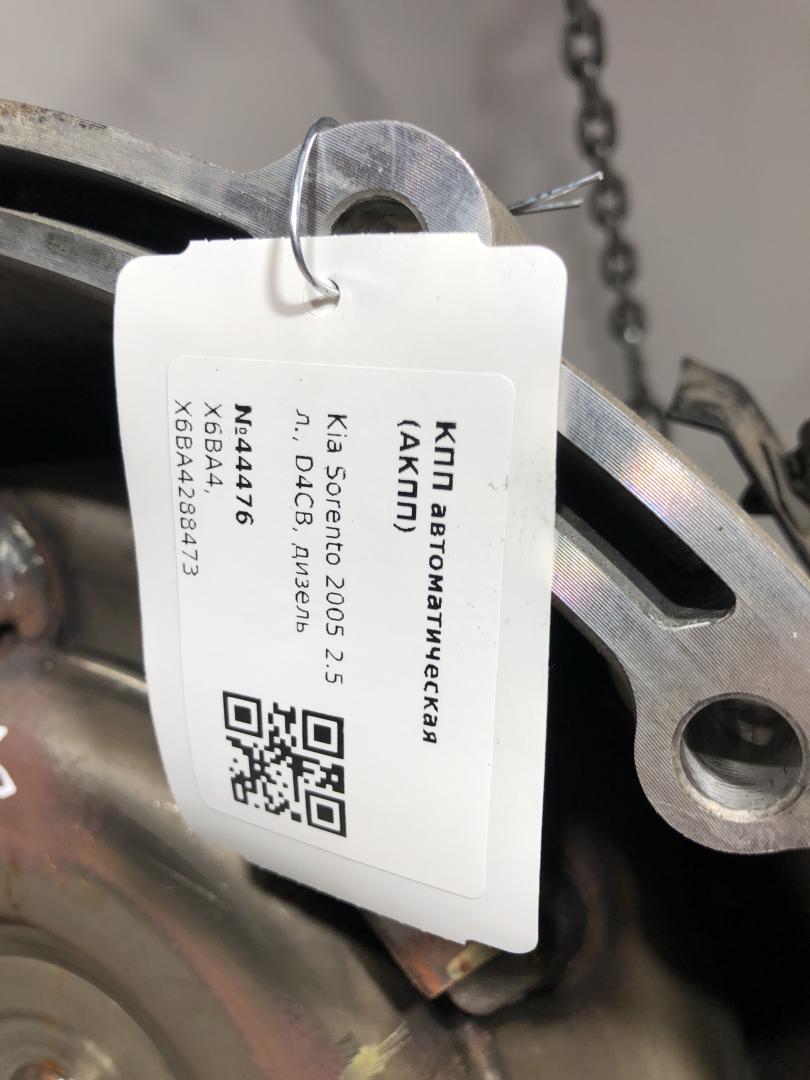 КПП автоматическая
(АКПП)
Kia Sorento 2005 2.5
л., D4CB, дизель
№44476
X6BA4,
X6BA4288473